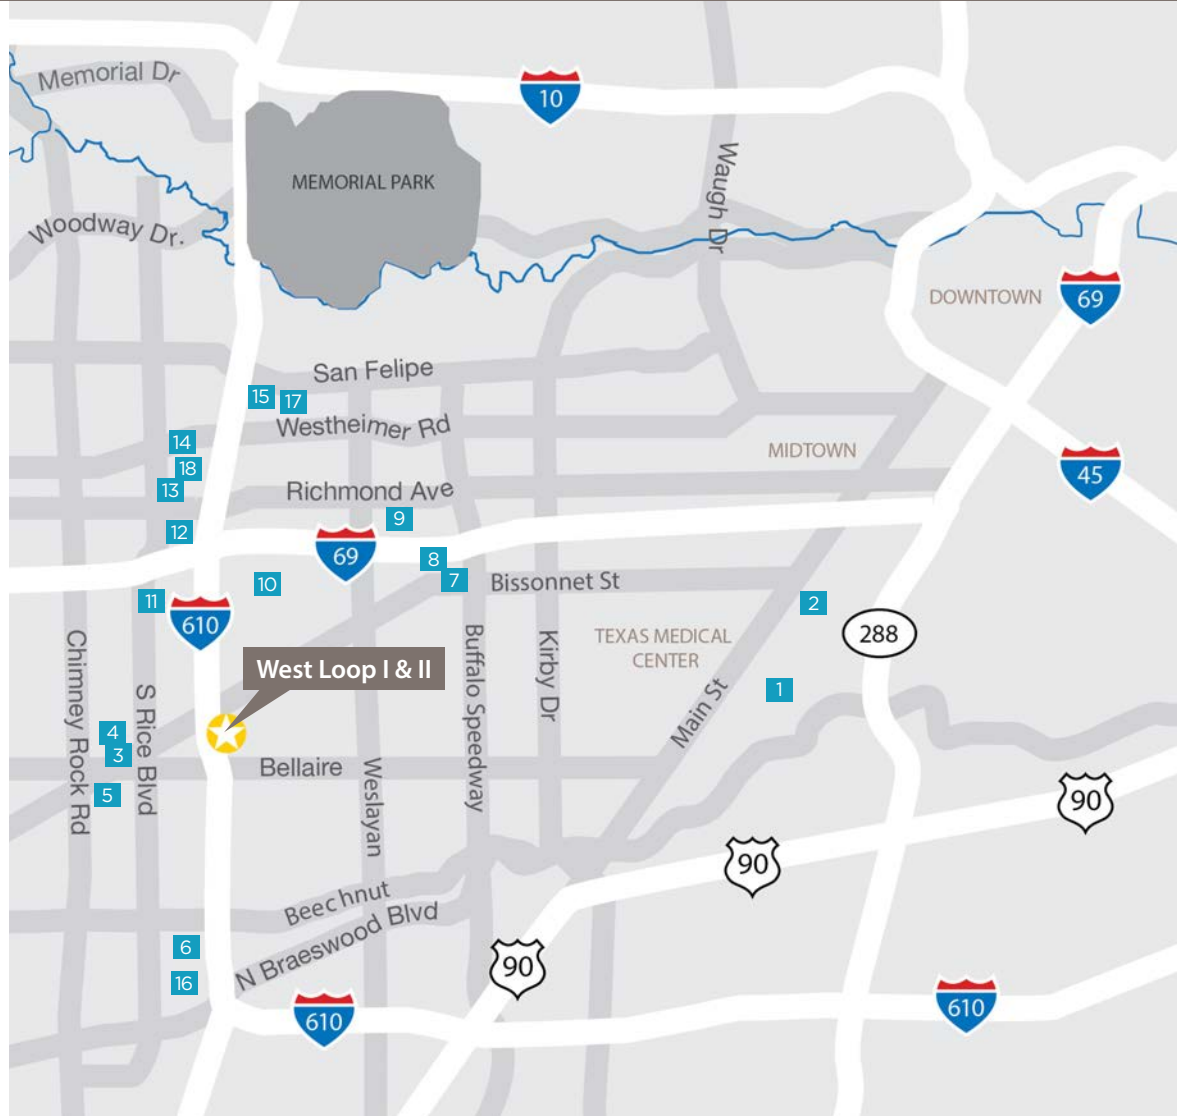 Memorial Dr
10
MEMORIAL PARK
Waugh Dr
Woodway Dr.
DOWNTOWN
69
San Felipe
15
17
Westheimer Rd
14
MIDTOWN
18
45
13
Richmond Ave
9
12
69
8
7
Bissonnet St
10
11
2
610
288
TEXAS MEDICAL
CENTER
Chimney Rock Rd
S Rice Blvd
West Loop I & II
Buffalo Speedway
Kirby Dr
Main St
1
4
3
Bellaire
Weslayan
5
90
90
Beechnut
N Braeswood Blvd
6
90
16
610
610